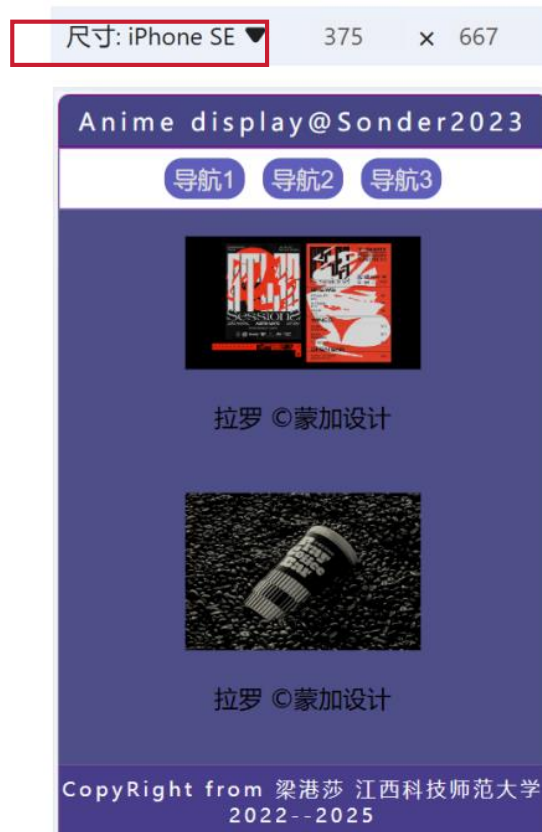 尺寸: iPhone SE ▼ 375 × 667
Anime display@Sonder2023
导航1 导航2 导航3
拉罗 ©蒙加设计
拉罗 ©蒙加设计
CopyRight from 梁港莎 江西科技师范大学
2022--2025